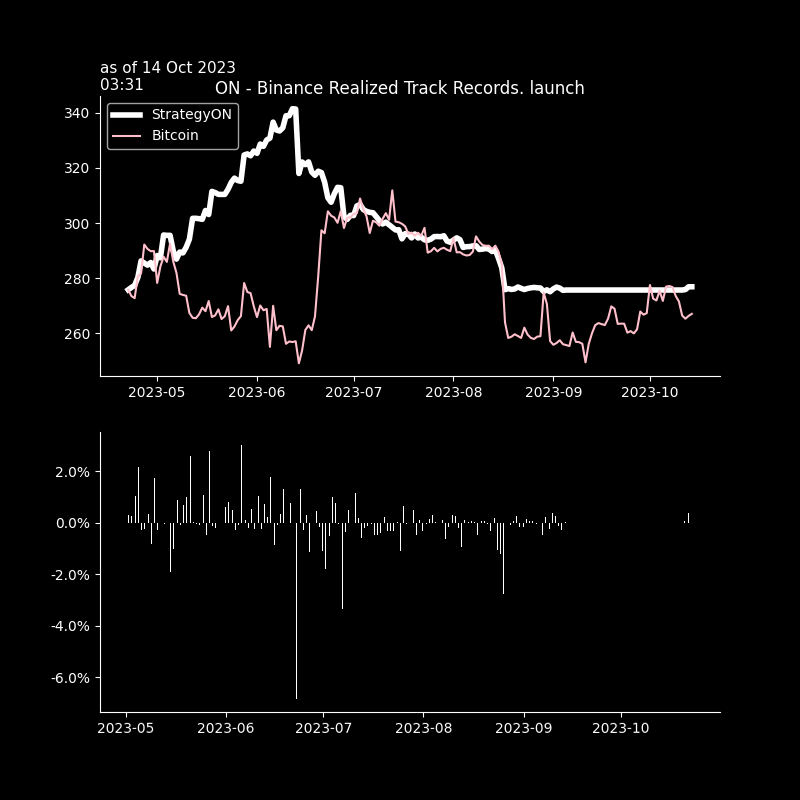 as of 14 Oct 2023
03:31
ON - Binance Realized Track Records. launch
StrategyON
Bitcoin
340
320
300
280
260
2023-05 2023-06 2023-07 2023-08 2023-09 2023-10
2.0%
0.0%
-2.0%
-4.0%
-6.0%
2023-05 2023-06 2023-07 2023-08 2023-09 2023-10